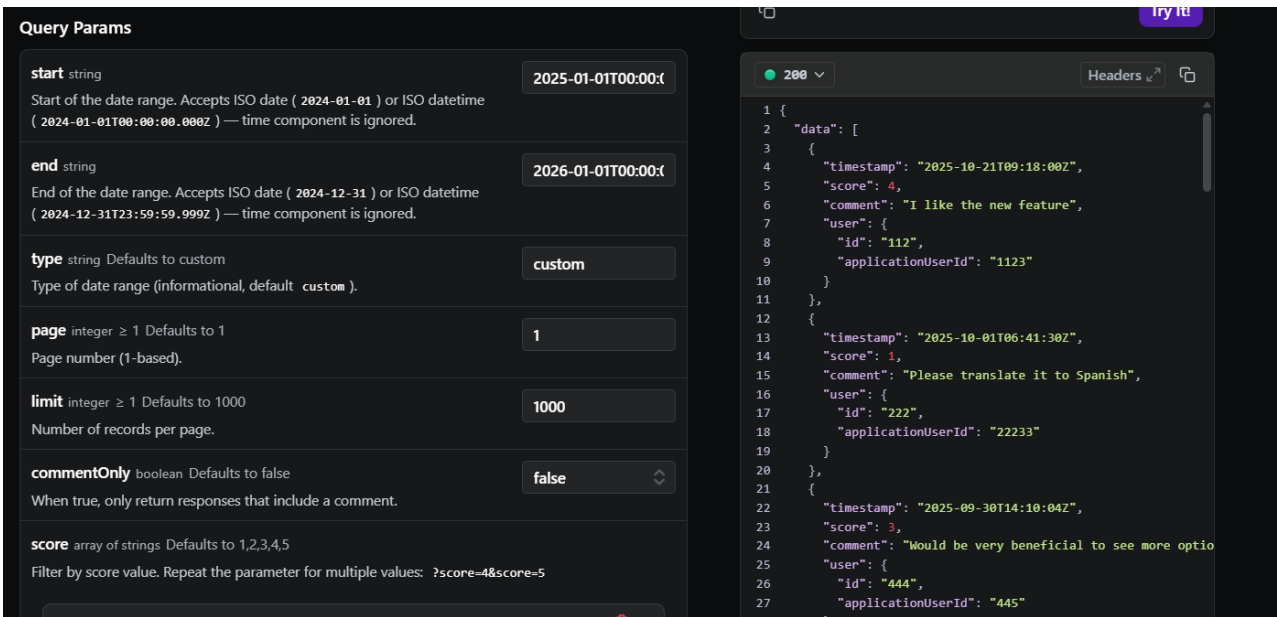 Query Params
start string
2025-01-01T00:00:0
Start of the date range. Accepts ISO date ( 2024-01-01 ) or ISO datetime
( 2024-01-01T00:00:00.000Z ) — time component is ignored.
end string
2026-01-01T00:00:0
End of the date range. Accepts ISO date ( 2024-12-31 ) or ISO datetime
( 2024-12-31T23:59:59.999Z ) — time component is ignored.
type string Defaults to custom
custom
Type of date range (informational, default custom ).
page integer ≥ 1 Defaults to 1
1
Page number (1-based).
limit integer ≥ 1 Defaults to 1000
1000
Number of records per page.
commentOnly boolean Defaults to false
false
When true, only return responses that include a comment.
score array of strings Defaults to 1,2,3,4,5
Filter by score value. Repeat the parameter for multiple values: ?score=4&score=5
Try It!
200
Headers
1 {
2 "data": [
3 {
4 "timestamp": "2025-10-21T09:18:00Z",
5 "score": 4,
6 "comment": "I like the new feature",
7 "user": {
8 "id": "112",
9 "applicationUserId": "1123"
10 }
11 },
12 {
13 "timestamp": "2025-10-01T06:41:30Z",
14 "score": 1,
15 "comment": "Please translate it to Spanish",
16 "user": {
17 "id": "222",
18 "applicationUserId": "22233"
19 }
20 },
21 {
22 "timestamp": "2025-09-30T14:10:04Z",
23 "score": 3,
24 "comment": "Would be very beneficial to see more optio
25 "user": {
26 "id": "444",
27 "applicationUserId": "445"